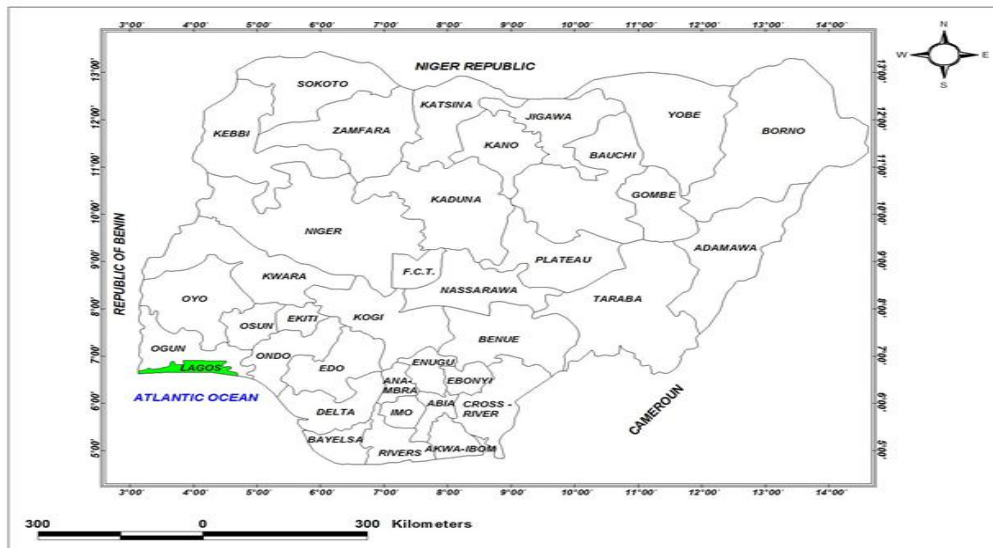 3°00' 4°00' 5°00' 6°00' 7°00' 8°00' 9°00' 10°00' 11°00' 12°00' 13°00' 14°00'
N
W E
S
NIGER REPUBLIC
13°00'
SOKOTO
KATSINA
JIGAWA
YOBE
12°00'
KEBBI
ZAMFARA
KANO
BAUCHI
BORNO
11°00'
GOMBE
KADUNA
10°00'
NIGER
ADAMAWA
REPUBLIC OF BENIN
9°00'
KWARA
F.C.T.
PLATEAU
NASSARAWA
TARABA
OYO
8°00'
OSUN
EKITI
KOGI
BENUE
OGUN
7°00'
ONDO
EDO
ENUGU
LAGOS
ANA-
MBRA
EBONYI
6°00'
ATLANTIC OCEAN
DELTA
IMO
ABIA
CROSS -
RIVER
CAMEROUN
BAYELSA
5°00'
RIVERS
AKWA-IBOM
13°00'
12°00'
11°00'
10°00'
9°00'
8°00'
7°00'
6°00'
5°00'
3°00' 4°00' 5°00' 6°00' 7°00' 8°00' 9°00' 10°00' 11°00' 12°00' 13°00' 14°00'
300 0 300 Kilometers